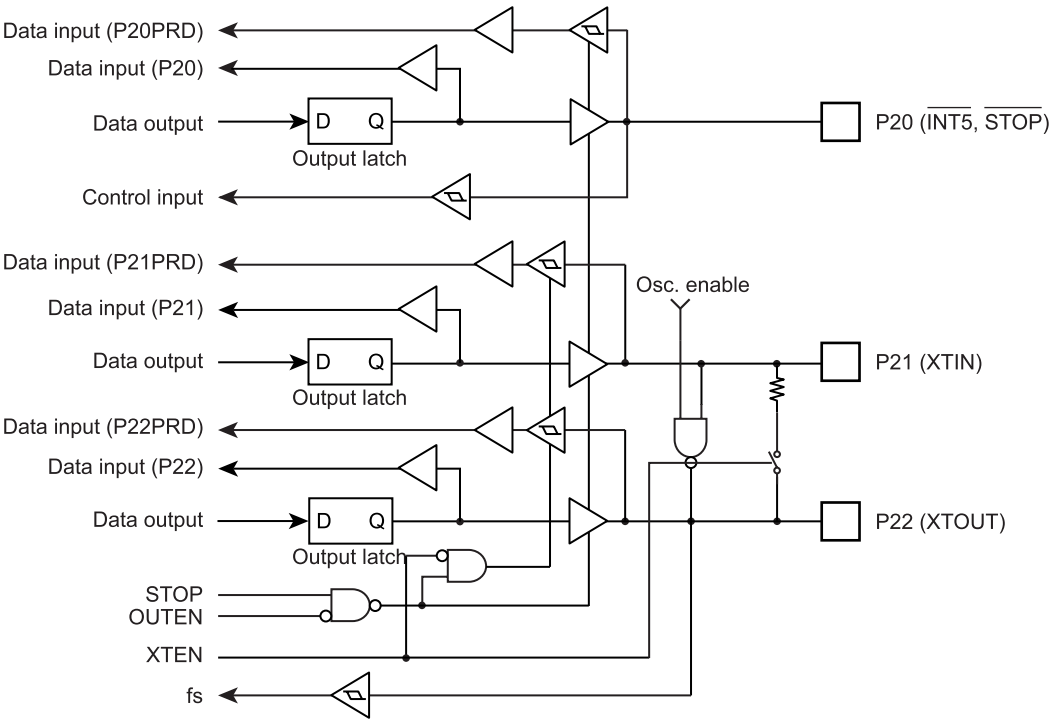 Data input (P20PRD)
Data input (P20)
Data output
D Q
Output latch
P20 (INT5, STOP)
Control input
Data input (P21PRD)
Osc. enable
Data input (P21)
Data output
D Q
Output latch
P21 (XTIN)
Data input (P22PRD)
Data input (P22)
Data output
D Q
Output latch
P22 (XTOUT)
STOP
OUTEN
XTEN
fs